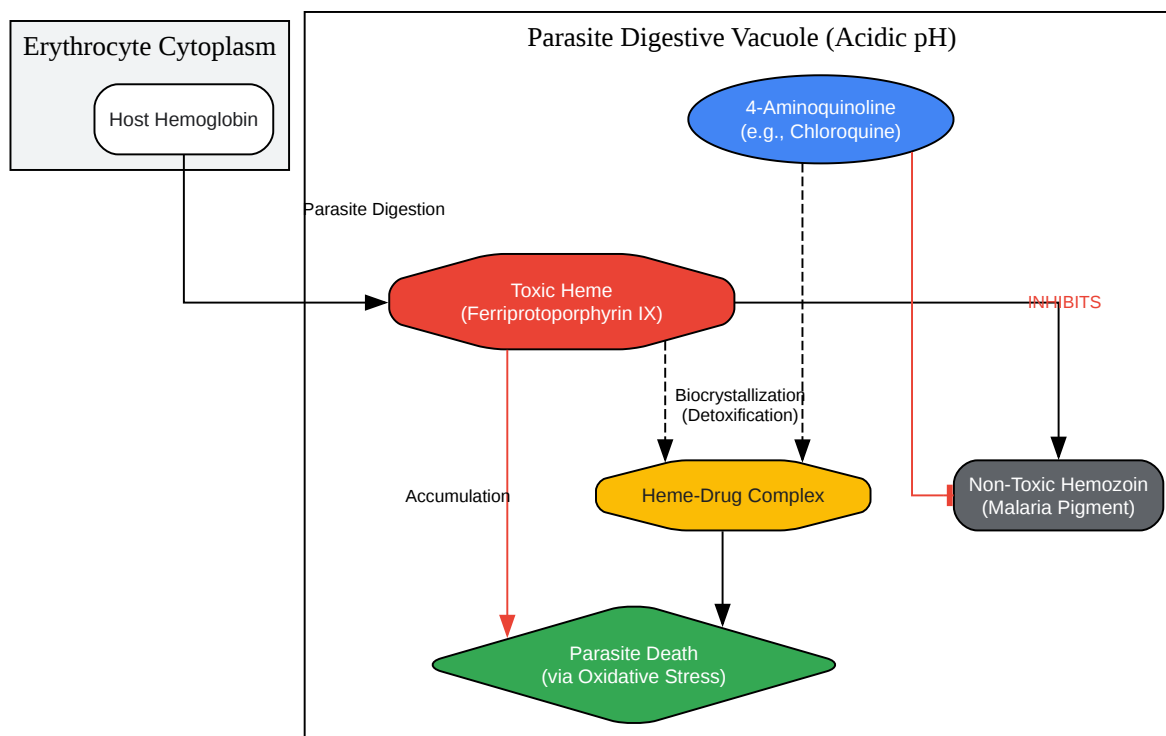 Erythrocyte Cytoplasm
Host Hemoglobin
Parasite Digestive Vacuole (Acidic pH)
4-Aminoquinoline
(e.g., Chloroquine)
Parasite Digestion
Toxic Heme
(Ferriprotoporphyrin IX)
INHIBITS
Biocrystallization
(Detoxification)
Accumulation
Heme-Drug Complex
Non-Toxic Hemozoin
(Malaria Pigment)
Parasite Death
(via Oxidative Stress)